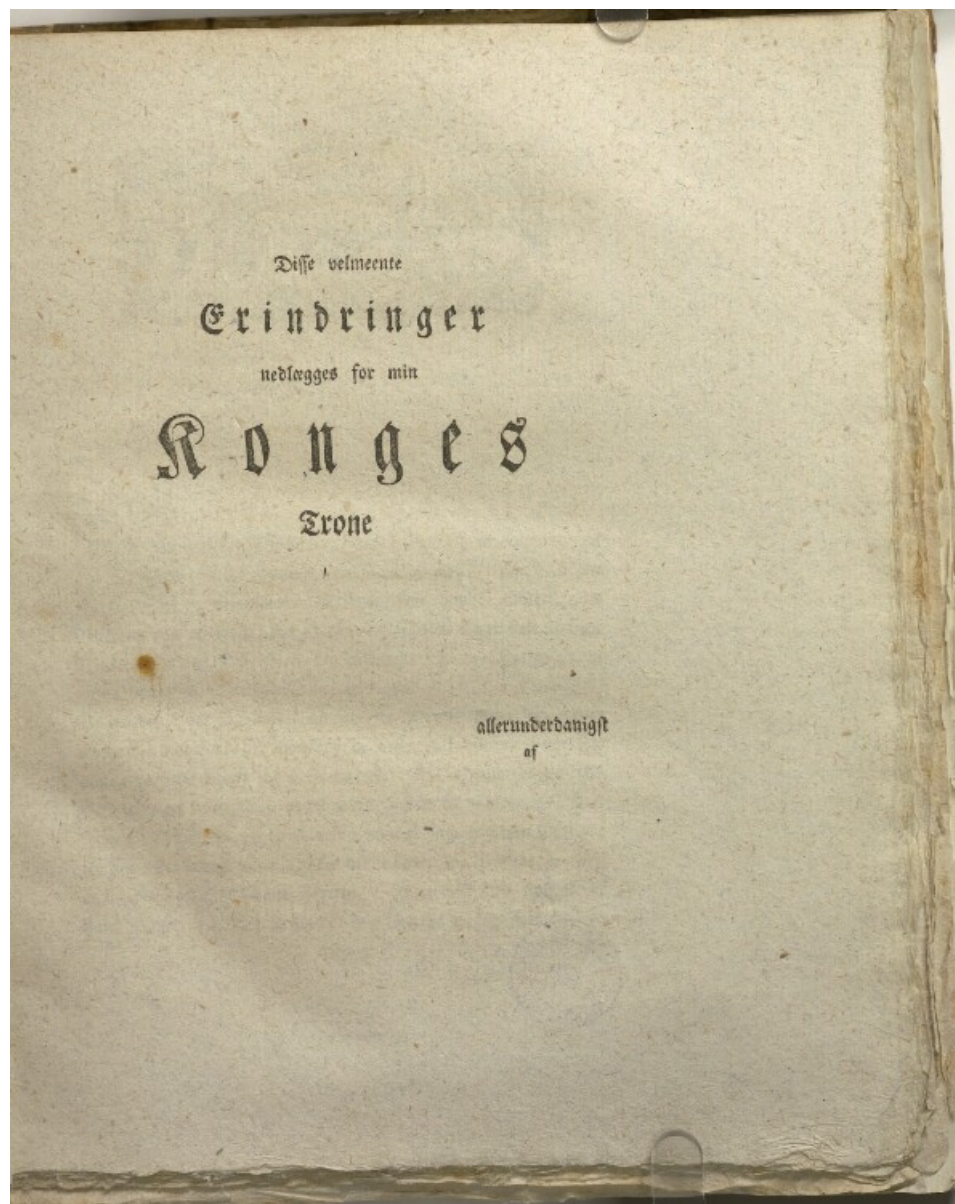 Disse velmeente
Erindringer
nedlægges for min
Konges
Trone
allerunderdanigst
af